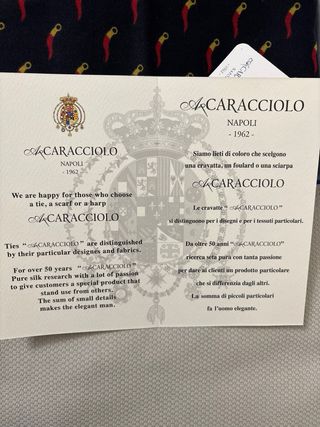 CARACCIOLO
NAPOLI
- 1962
We are happy for those who choose
a tie, a scarf or a harp
CARACCIOLO
Ties " CARACCIOLO " are distinguished
by their particular designes and fabrics.
For over 50 years " CARACCIOLO "
Pure silk research with a lot of passion
to give customers a special product that
stand use from others.
The sum of small details
makes the elegant man.
CARACCIOLO
NAPOLI
- 1962 -
Siamo lieti di coloro che scelgono
una cravatta, un foulard o una sciarpa
CARACCIOLO
Le cravatte " CARACCIOLO "
si distinguono per i disegni e per i tessuti particolari.
Da oltre 50 anni " CARACCIOLO "
ricerca seta pura con tanta passione
per dare ai clienti un prodotto particolare
che si differenzia dagli altri.
La somma di piccoli particolari
fa l'uomo elegante.